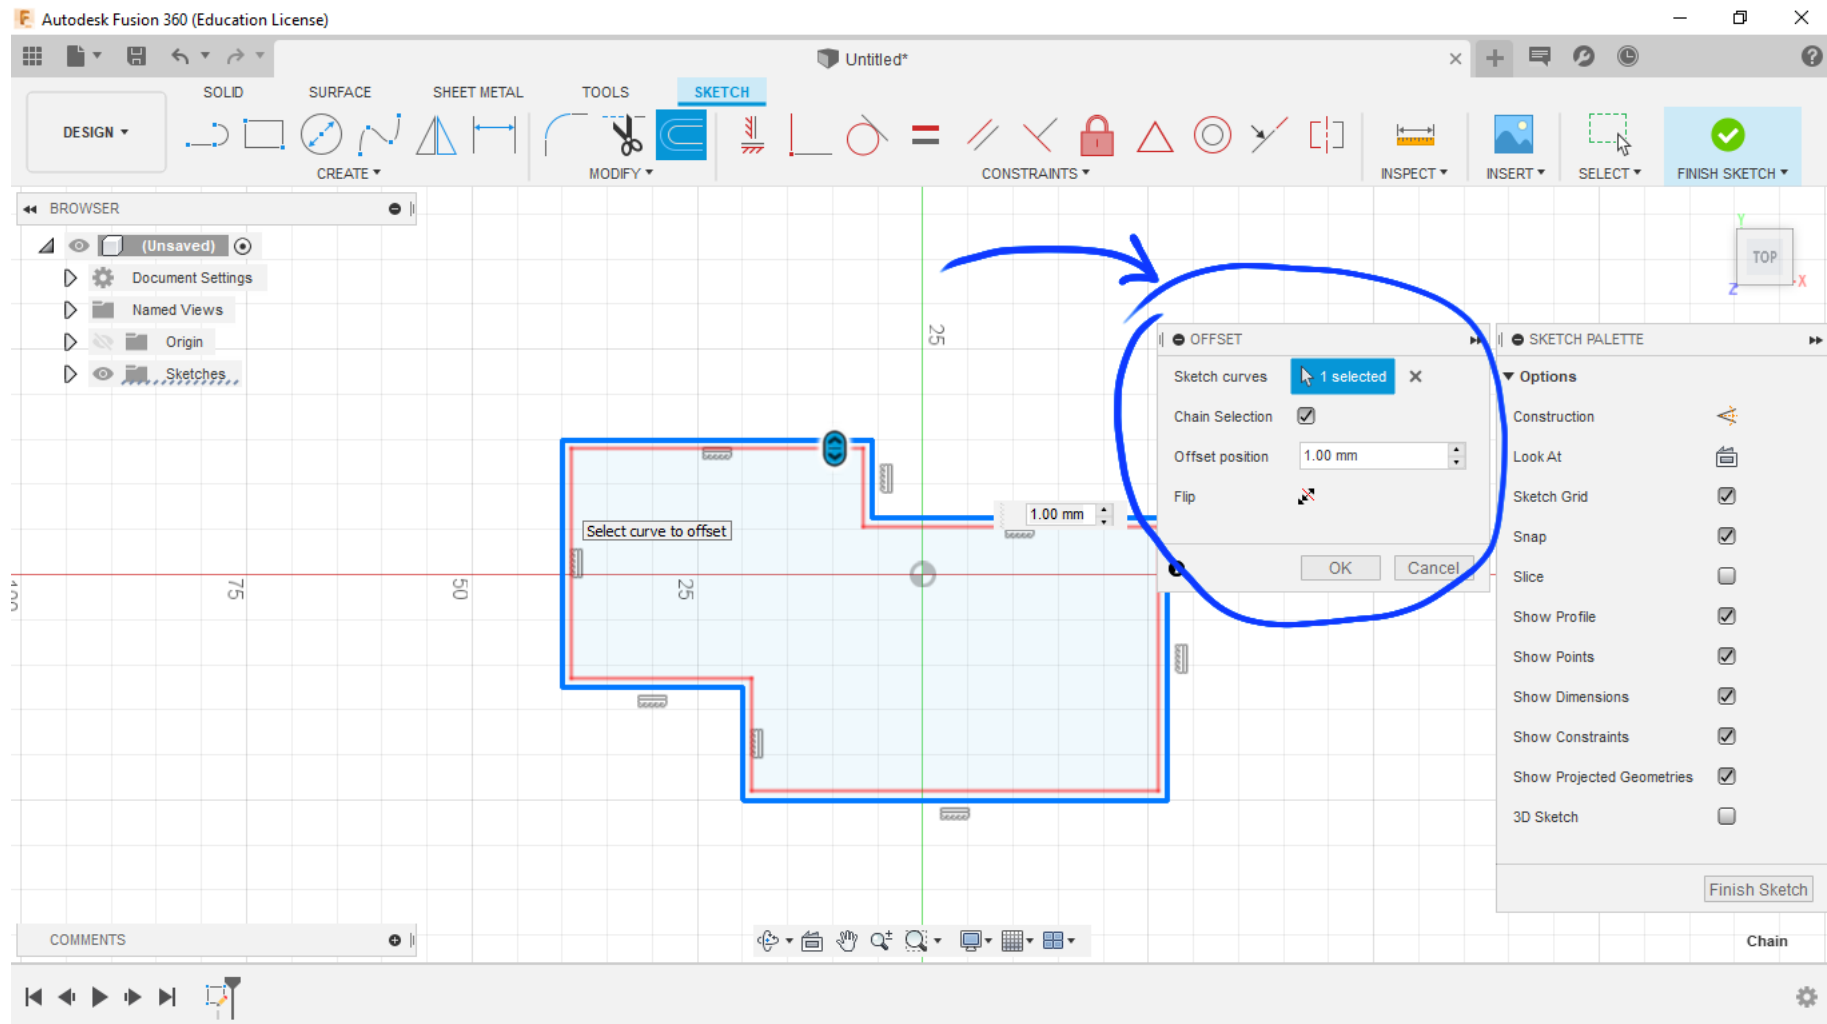 Autodesk Fusion 360 (Education License)
Untitled*
SOLID SURFACE SHEET METAL TOOLS SKETCH
DESIGN
CREATE MODIFY CONSTRAINTS INSPECT INSERT SELECT FINISH SKETCH
BROWSER
(Unsaved)
Document Settings
Named Views
Origin
Sketches
Y
TOP
X
Z
25
OFFSET
Sketch curves 1 selected
Chain Selection
Offset position 1.00 mm
Flip
OK Cancel
SKETCH PALETTE
Options
Construction
Look At
Sketch Grid
Snap
Slice
Show Profile
Show Points
Show Dimensions
Show Constraints
Show Projected Geometries
3D Sketch
Finish Sketch
1.00 mm
Select curve to offset
100 75 50 25
COMMENTS
Chain